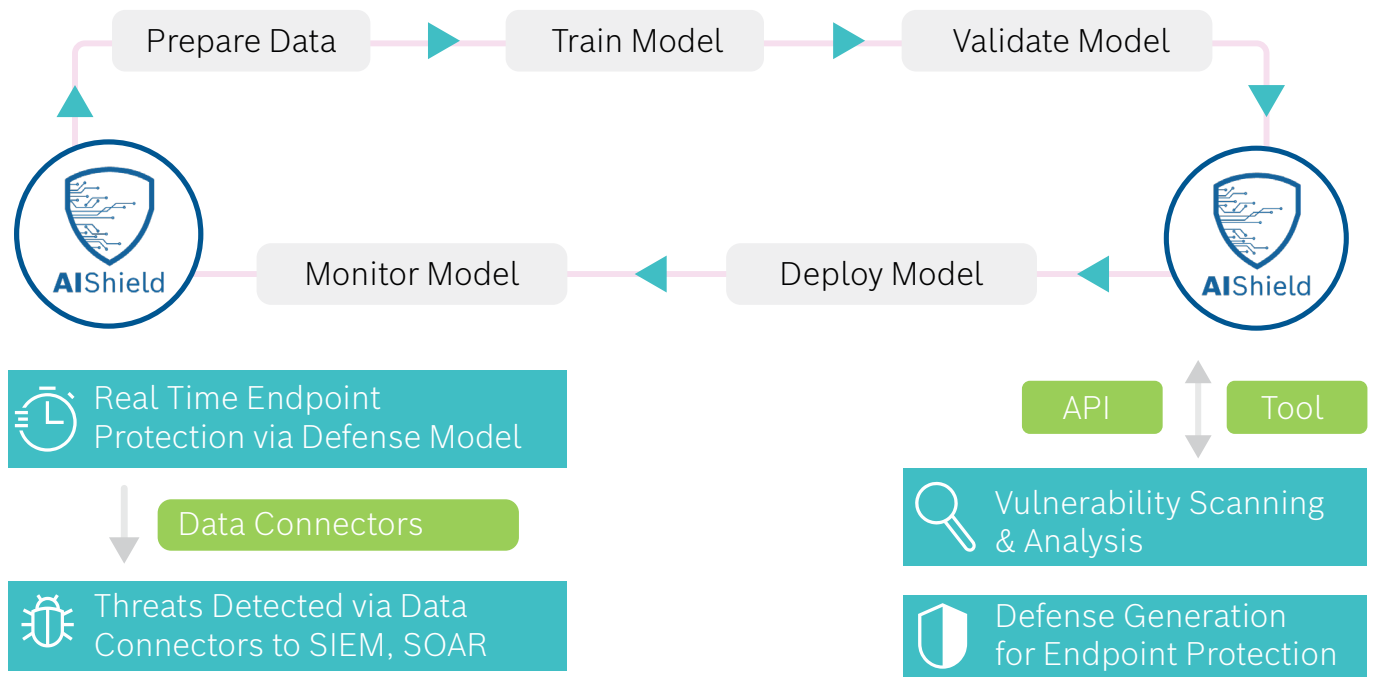 Prepare Data
Train Model
Validate Model
AIShield
Monitor Model
Deploy Model
AIShield
Real Time Endpoint
Protection via Defense Model
Data Connectors
Threats Detected via Data
Connectors to SIEM, SOAR
API
Tool
Vulnerability Scanning
& Analysis
Defense Generation
for Endpoint Protection